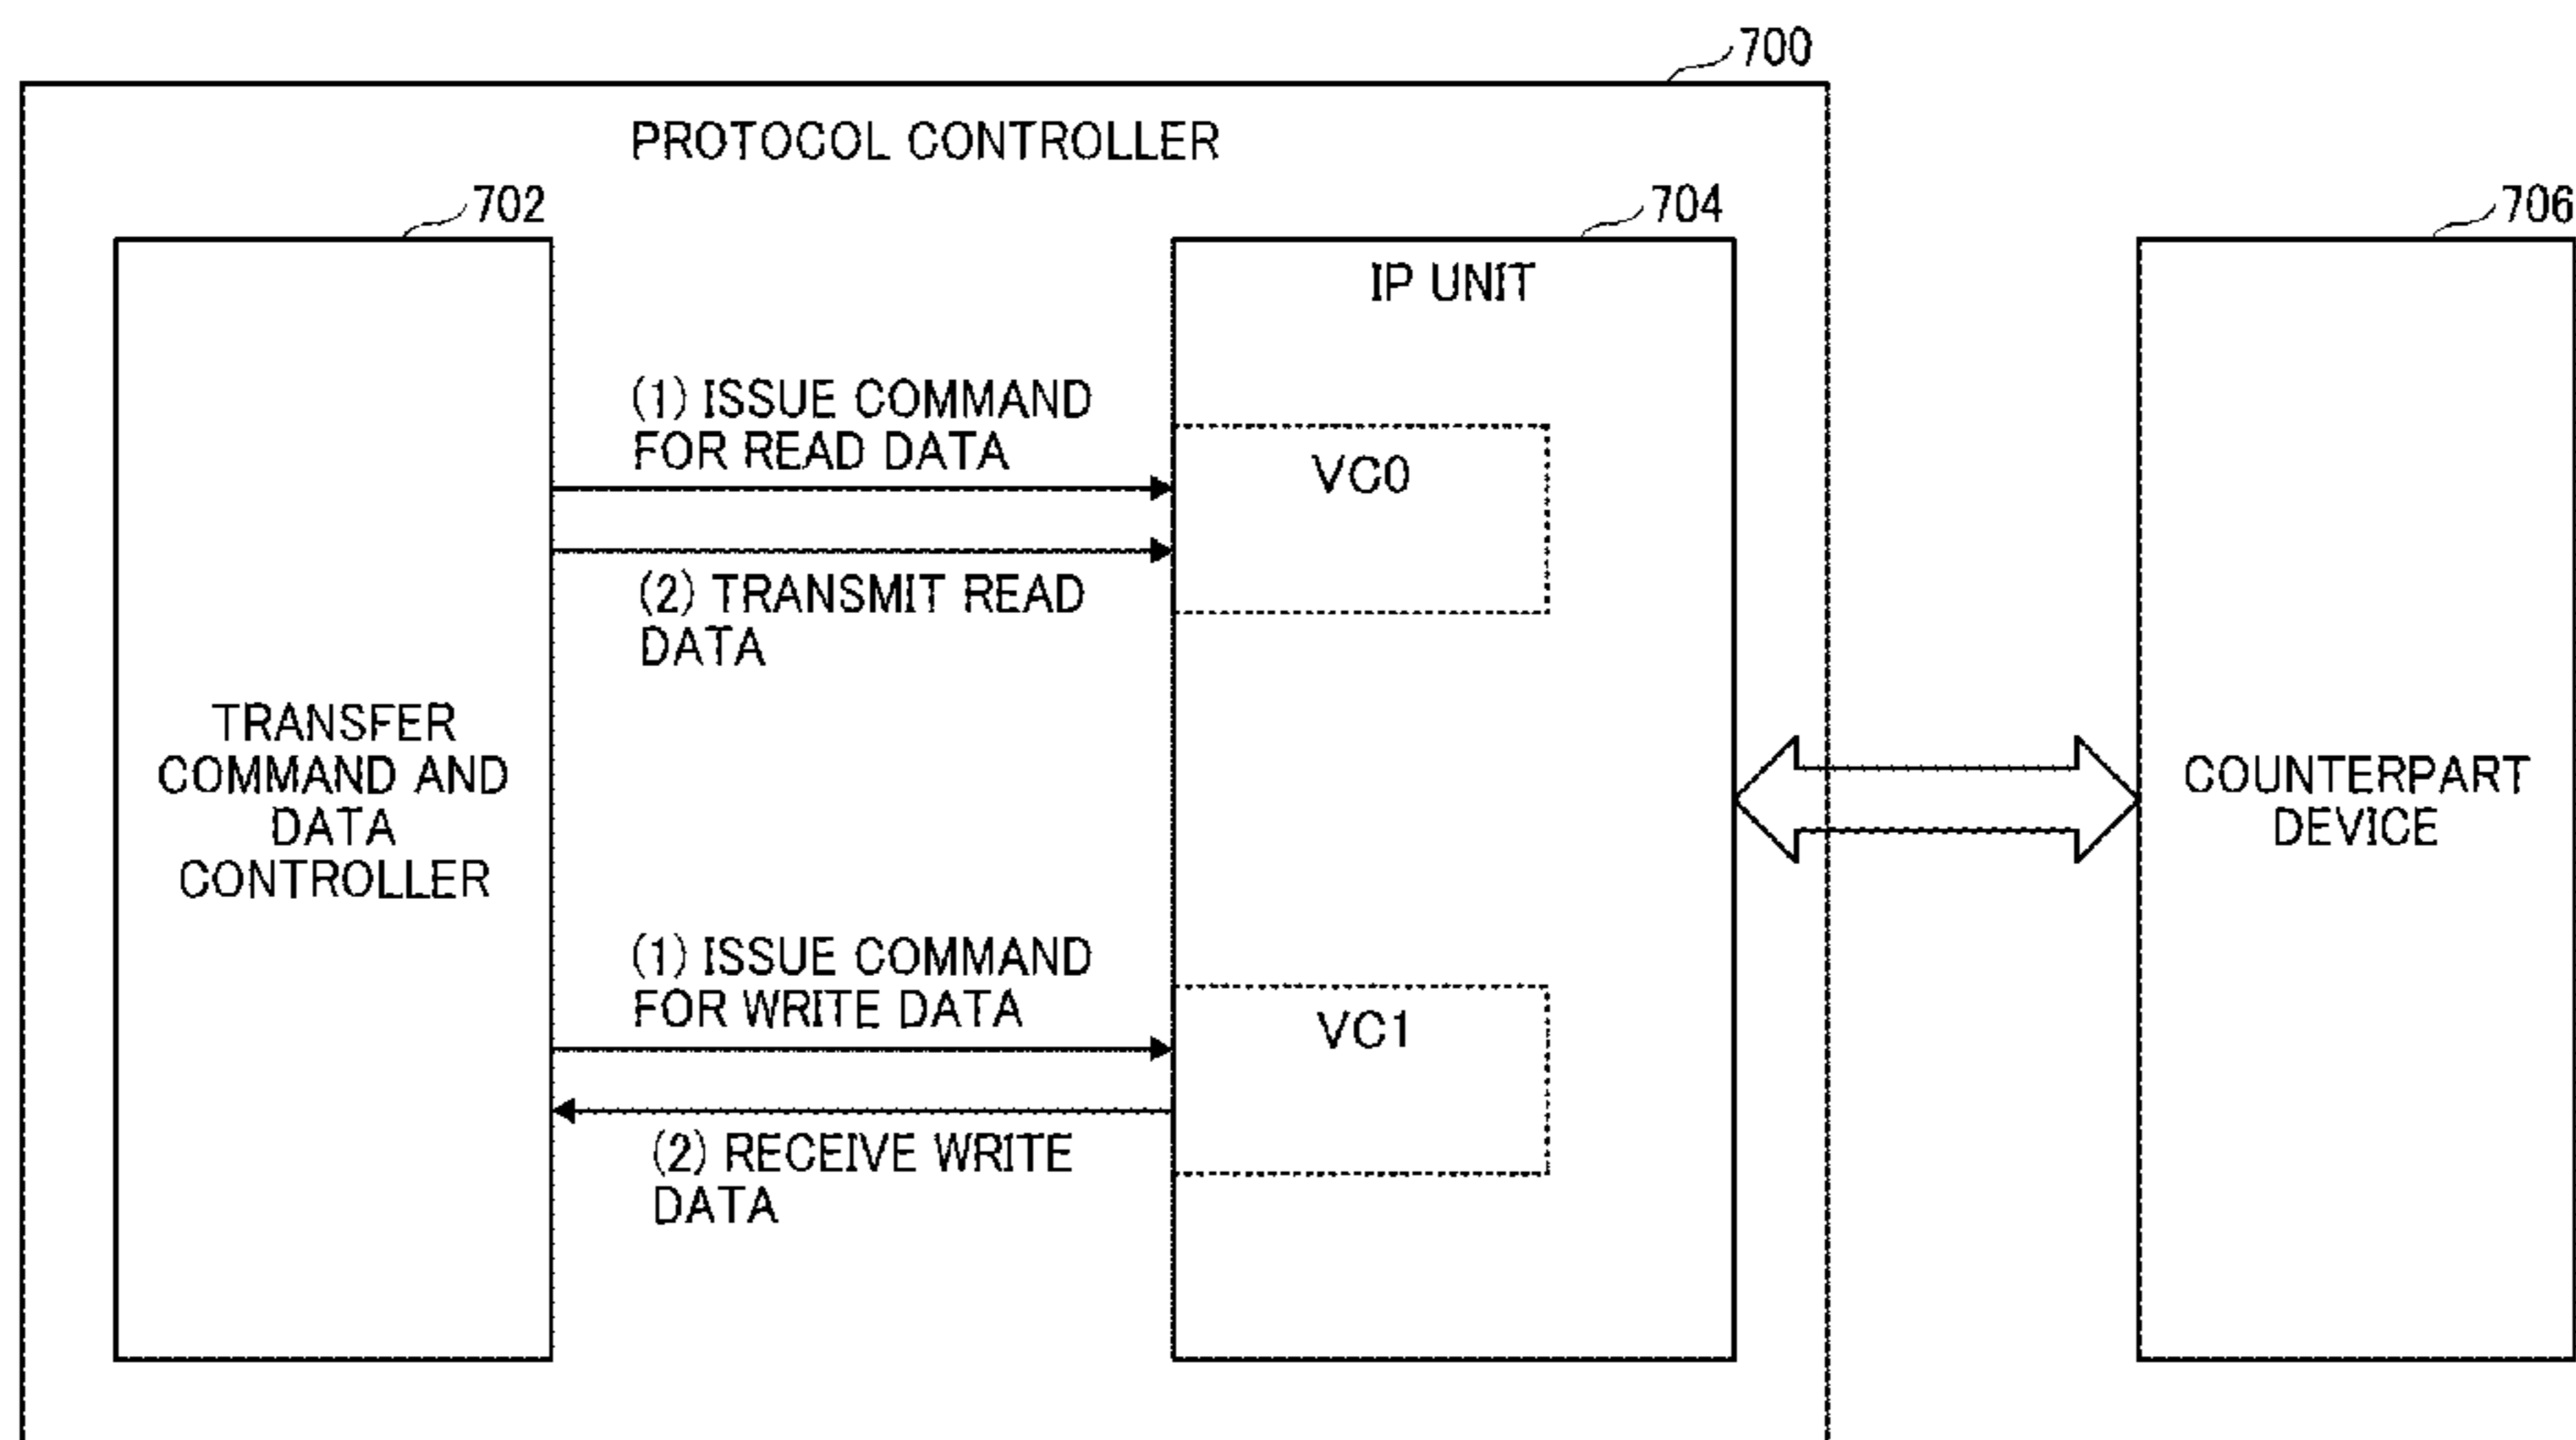 700
PROTOCOL CONTROLLER
702
704
706
IP UNIT
(1) ISSUE COMMAND
FOR READ DATA
VC0
(2) TRANSMIT READ
DATA
TRANSFER
COMMAND AND
DATA
CONTROLLER
COUNTERPART
DEVICE
(1) ISSUE COMMAND
FOR WRITE DATA
VC1
(2) RECEIVE WRITE
DATA